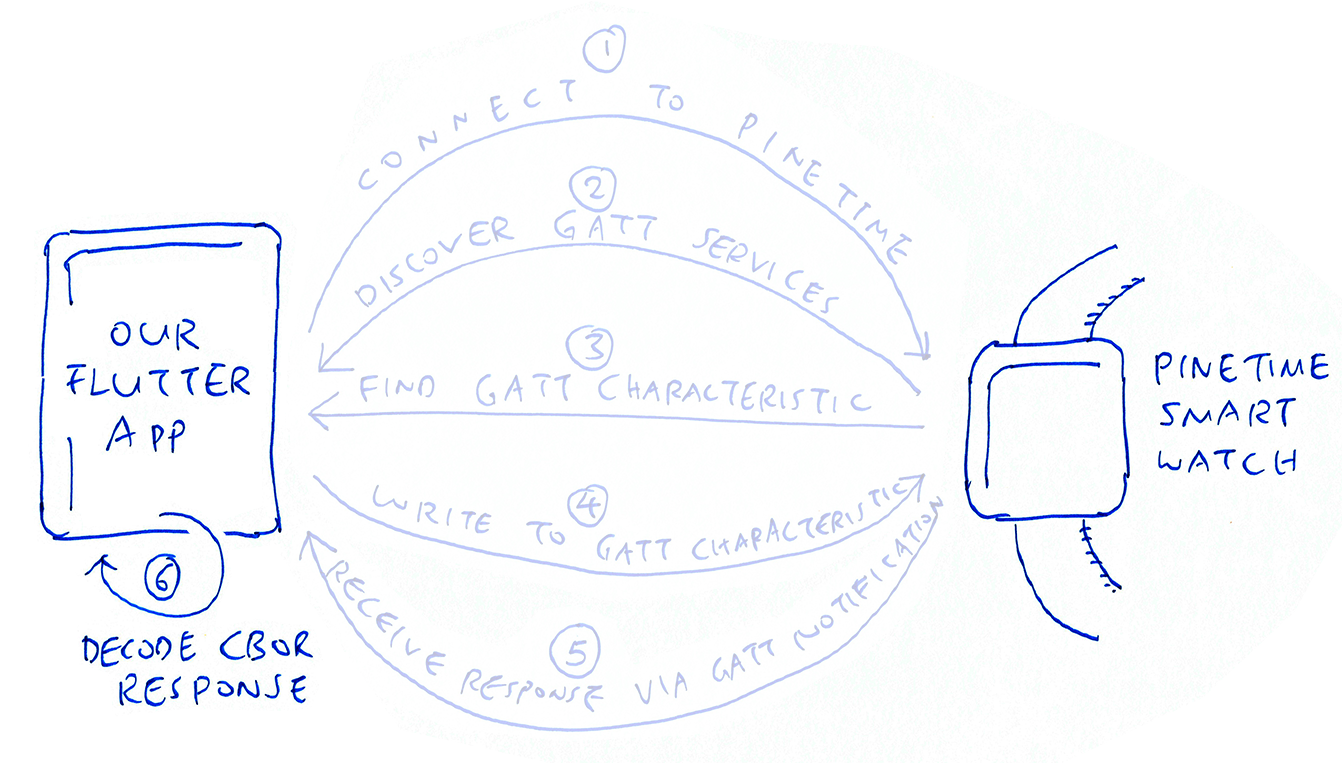 1
CONNECT TO PINETIME
2
DISCOVER GATT SERVICES
3
FIND GATT CHARACTERISTIC
4
WRITE TO GATT CHARACTERISTIC
5
RECEIVE RESPONSE VIA GATT NOTIFICATION
OUR
FLUTTER
APP
6
DECODE CBOR
RESPONSE
PINETIME
SMART
WATCH